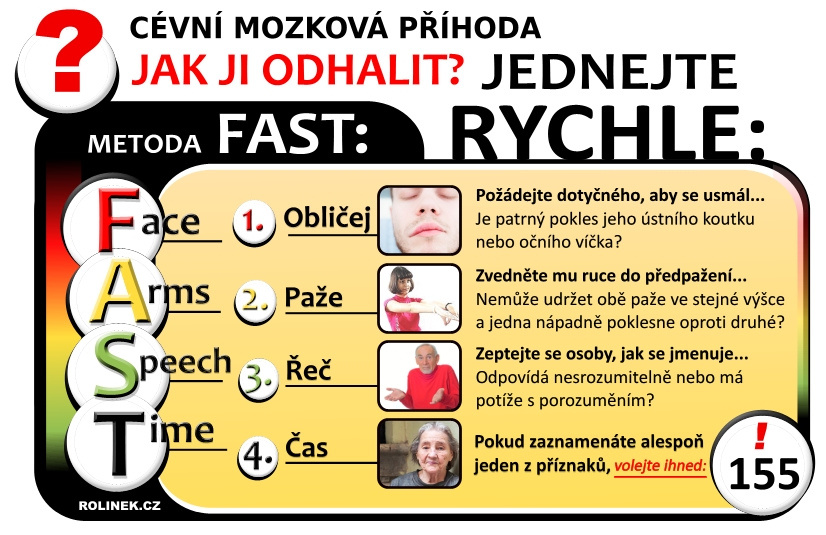 ?
CÉVNÍ MOZKOVÁ PŘÍHODA
JAK JI ODHALIT? JEDNEJTE
RYCHLE:
METODA FAST:
Face 1. Obličej
Požádejte dotyčného, aby se usmál...
Je patrný pokles jeho ústního koutku
nebo očního víčka?
Arms 2. Paže
Zvedněte mu ruce do předpažení...
Nemůže udržet obě paže ve stejné výšce
a jedna nápadně poklesne oproti druhé?
Speech 3. Řeč
Zeptejte se osoby, jak se jmenuje...
Odpovídá nesrozumitelně nebo má
potíže s porozuměním?
Time 4. Čas
Pokud zaznamenáte alespoň
jeden z příznaků, volejte ihned:
!
155
ROLINEK.CZ